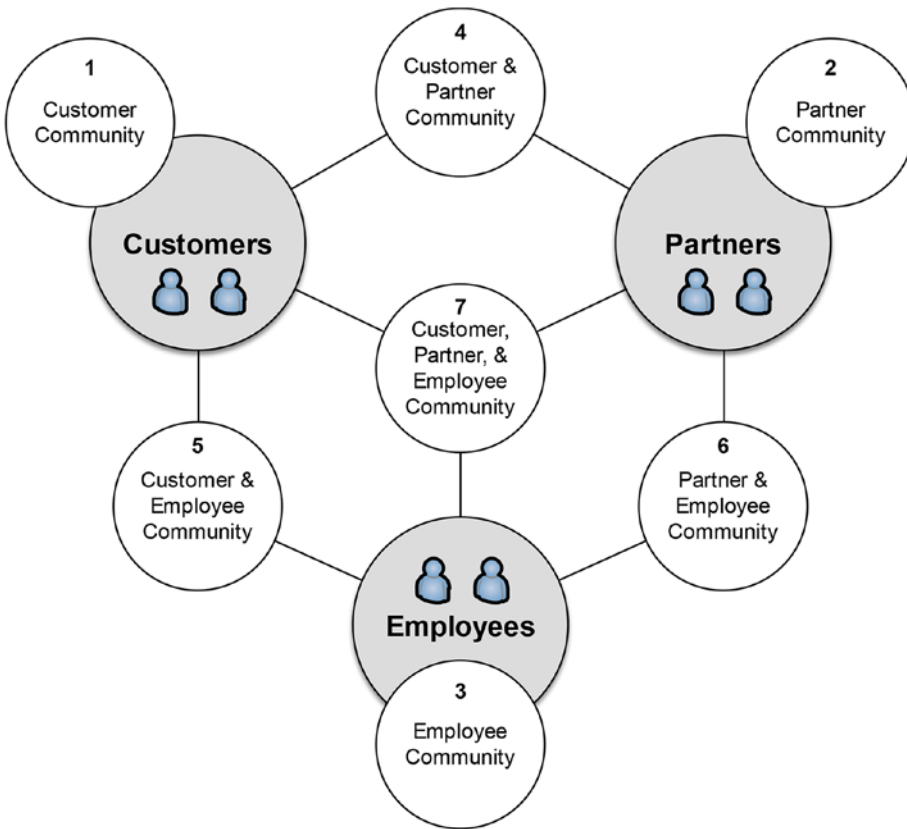 1
Customer
Community
4
Customer &
Partner
Community
2
Partner
Community
Customers
Partners
7
Customer,
Partner, &
Employee
Community
5
Customer &
Employee
Community
6
Partner &
Employee
Community
Employees
3
Employee
Community